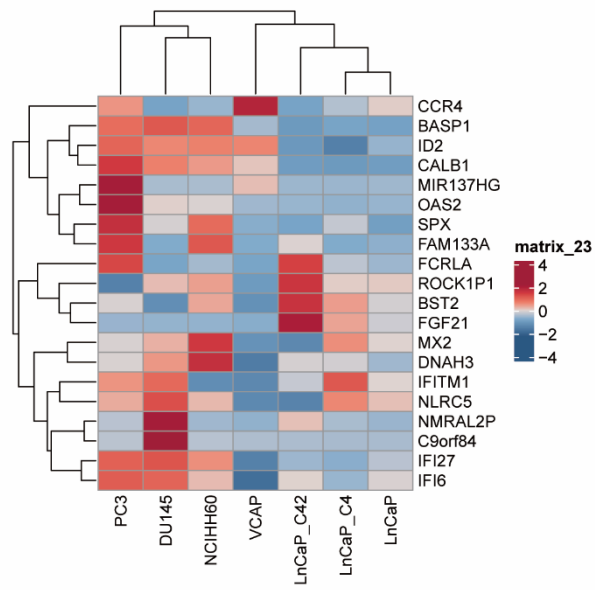 CCR4
BASP1
ID2
CALB1
MIR137HG
OAS2
SPX
FAM133A
FCRLA
ROCK1P1
BST2
FGF21
MX2
DNAH3
IFITM1
NLRC5
NMRAL2P
C9orf84
IFI27
IFI6
matrix_23
4
2
0
−2
−4
PC3
DU145
NCIHH60
VCAP
LnCaP_C42
LnCaP_C4
LnCaP